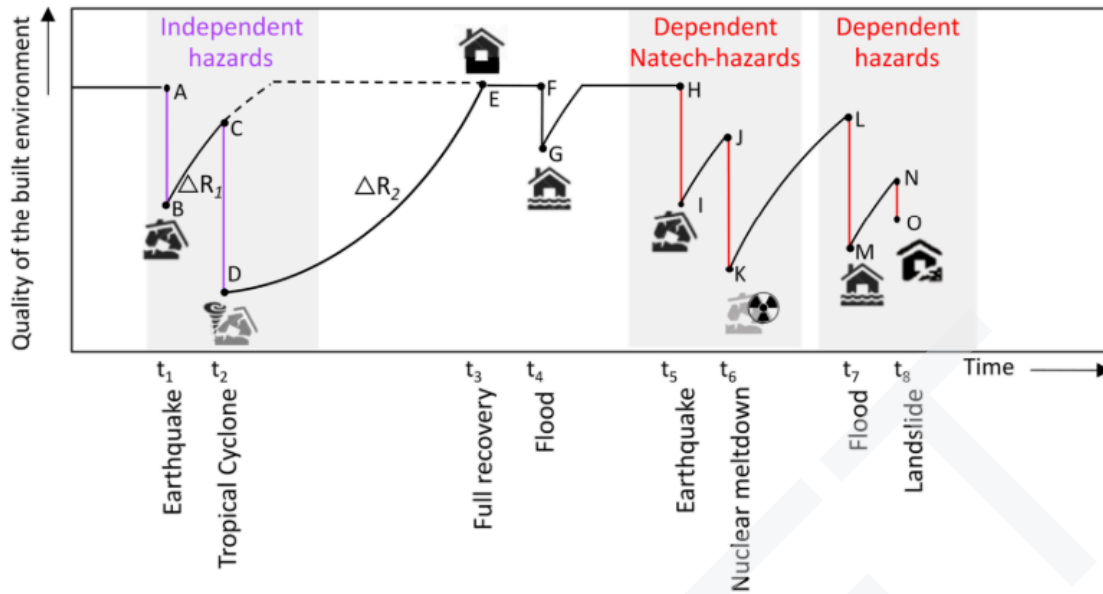 Quality of the built environment
Independent
hazards
Dependent
Natech-hazards
Dependent
hazards
A
B
C
D
E
F
G
H
I
J
K
L
M
N
O
△R₁
△R₂
t₁
t₂
t₃
t₄
t₅
t₆
t₇
t₈
Time
Earthquake
Tropical Cyclone
Full recovery
Flood
Earthquake
Nuclear meltdown
Flood
Landslide